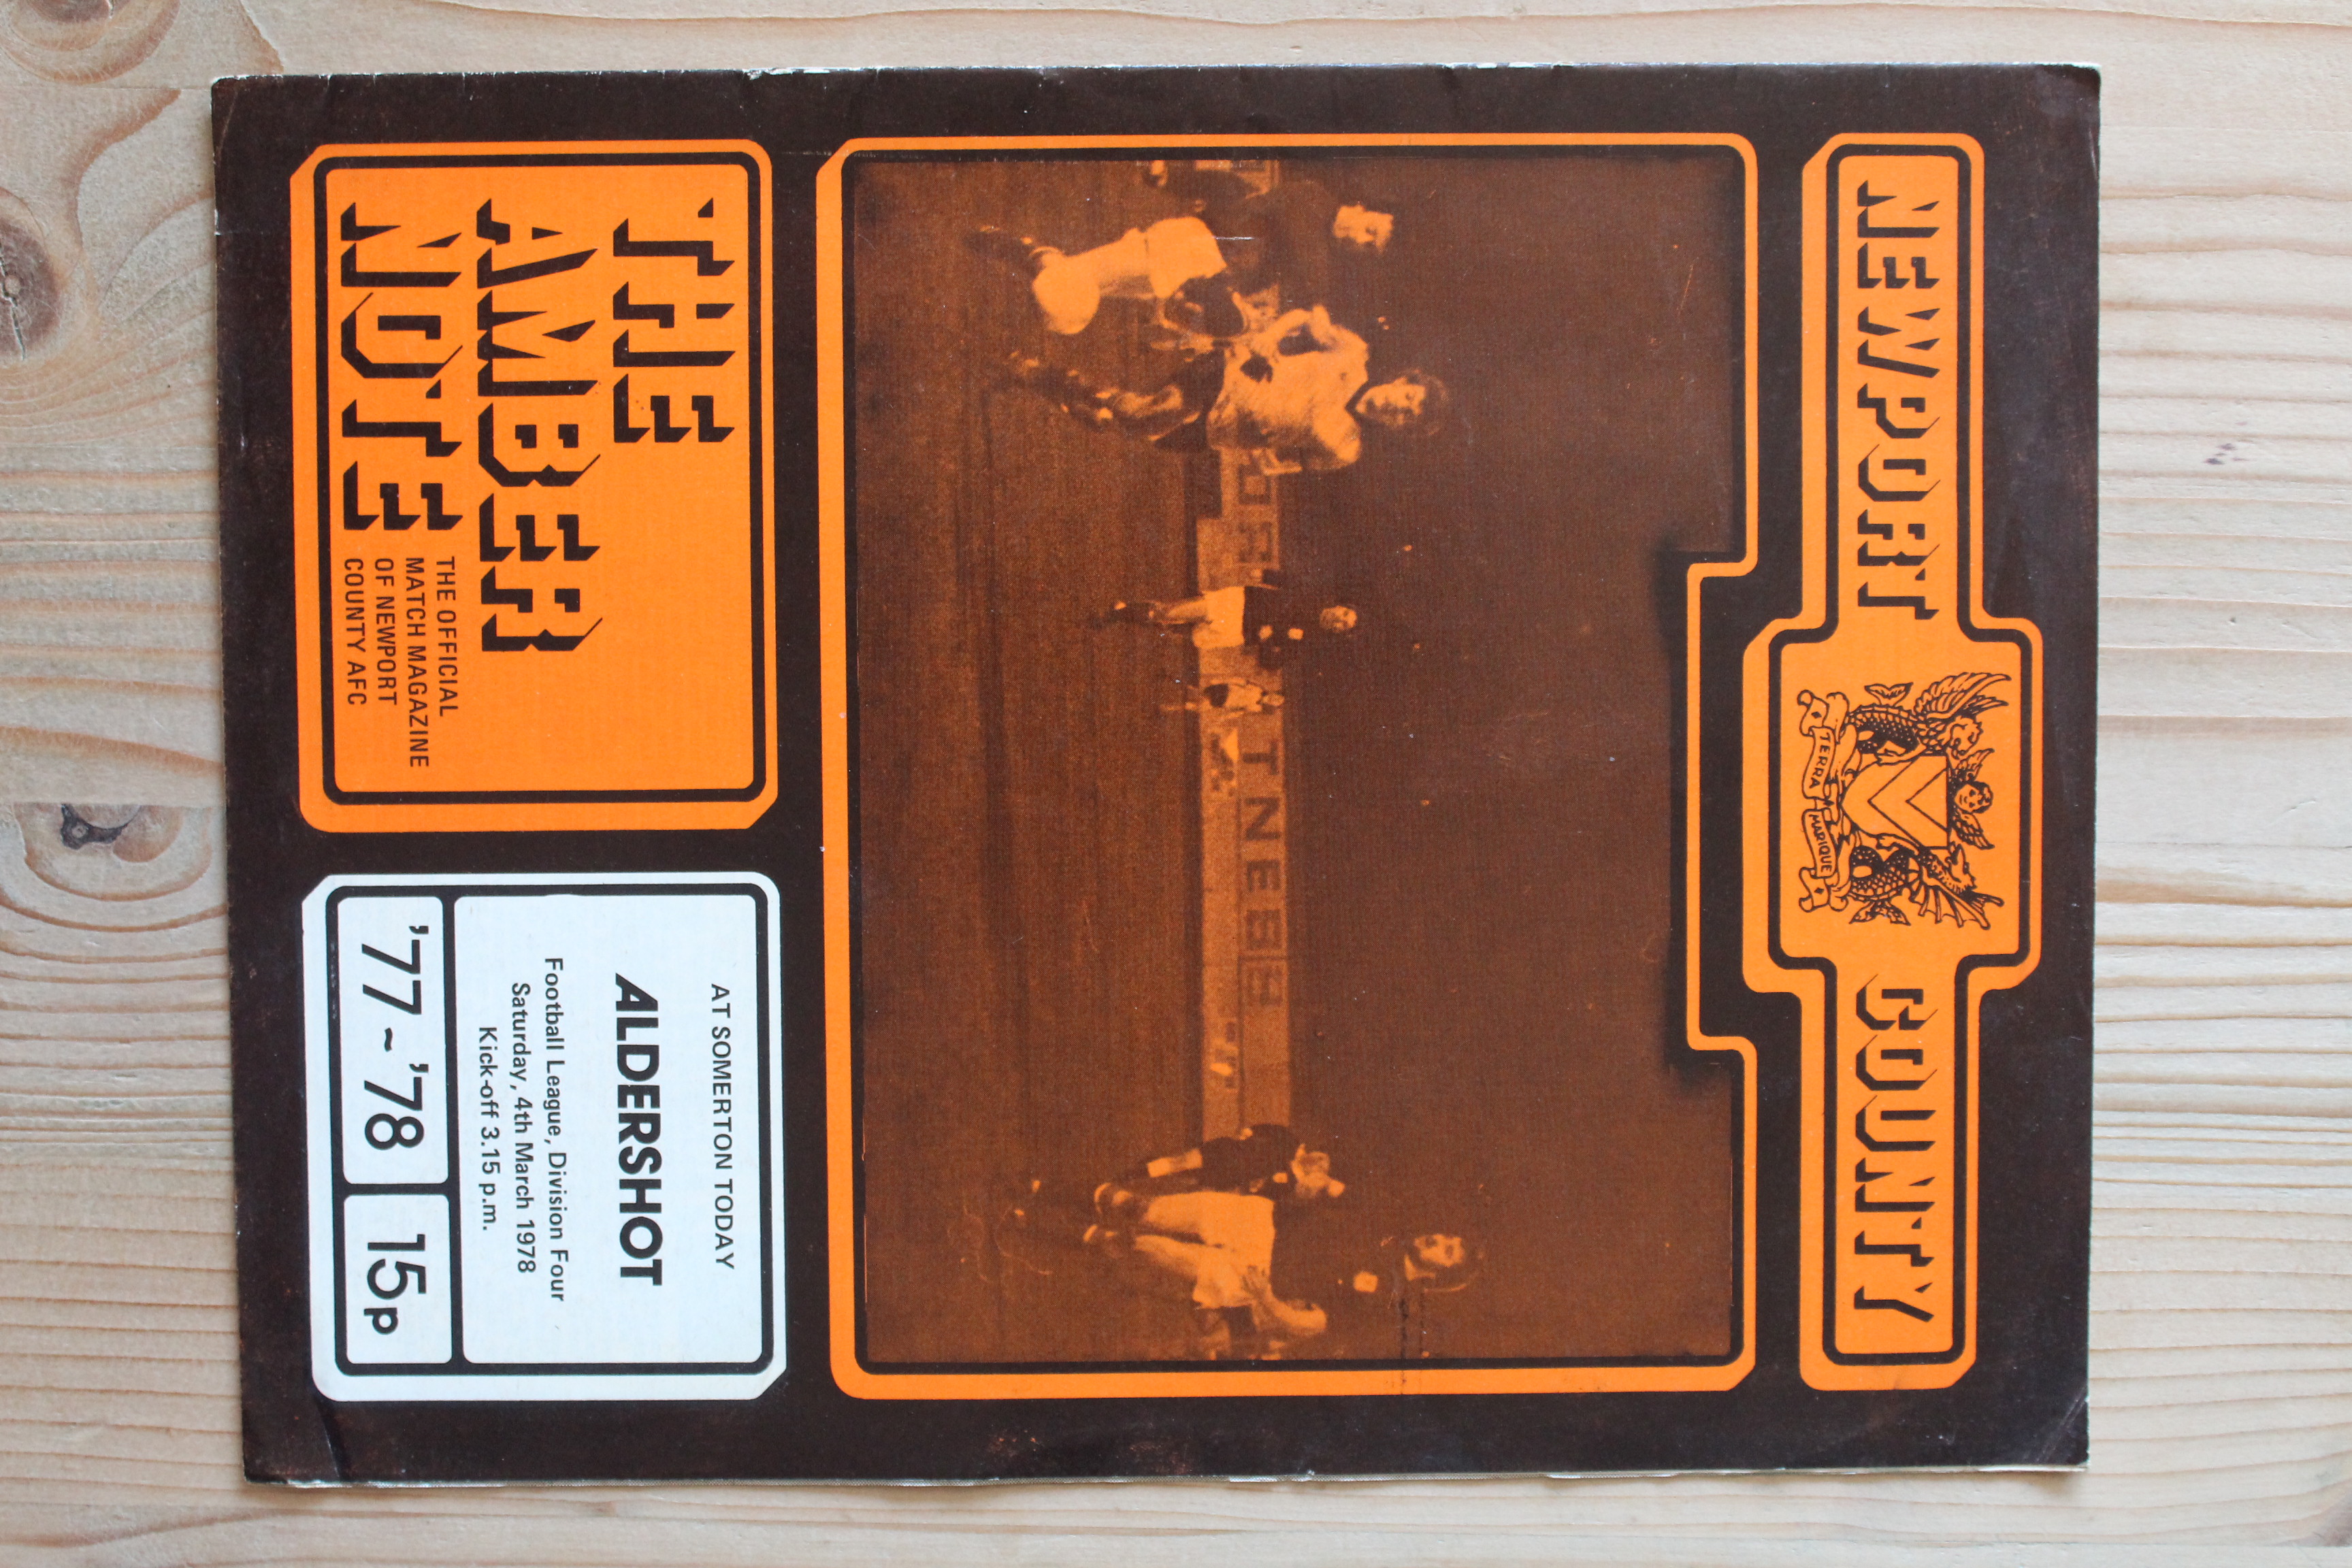 NEWPORT COUNTY
TERRA MARIQUE
THE
AMBER
NOTE
THE OFFICIAL
MATCH MAGAZINE
OF NEWPORT
COUNTY AFC
AT SOMERTON TODAY
ALDERSHOT
Football League, Division Four
Saturday, 4th March 1978
Kick-off 3.15 p.m.
'77~'78
15p